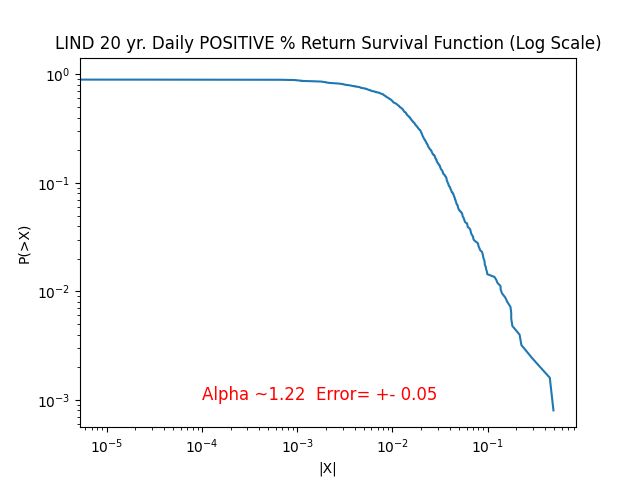 LIND 20 yr. Daily POSITIVE % Return Survival Function (Log Scale)
10⁰
10⁻¹
10⁻²
10⁻³
P(>X)
Alpha ~1.22  Error= +- 0.05
10⁻⁵ 10⁻⁴ 10⁻³ 10⁻² 10⁻¹
|X|